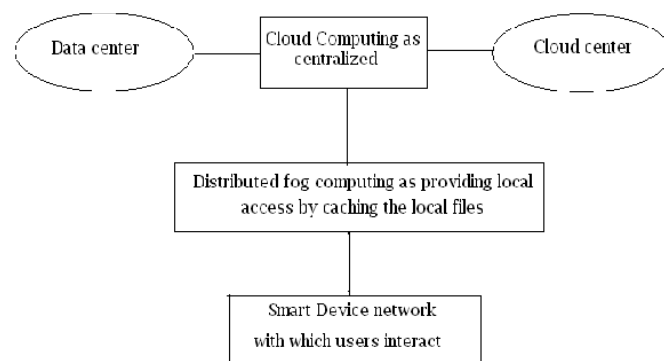 Data center
Cloud Computing as
centralized
Cloud center
Distributed fog computing as providing local
access by caching the local files
Smart Device network
with which users interact